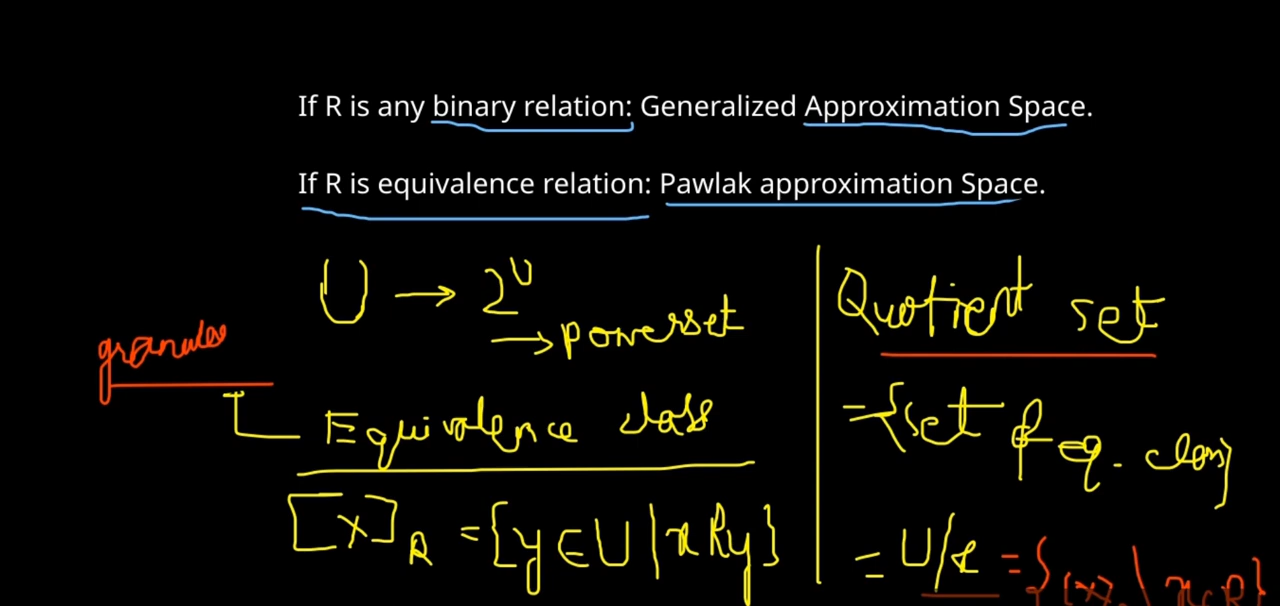 If R is any binary relation: Generalized Approximation Space.
If R is equivalence relation: Pawlak approximation Space.
U → 2^U
→ powerset
granules
Equivalence class
[x]_R = {y ∈ U | x R y}
Quotient set
= {set of eq. class}
= U/R = {[x] | x ∈ R}